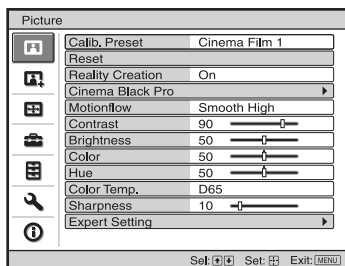 Picture
Calib. Preset Cinema Film 1
Reset
Reality Creation On
Cinema Black Pro
Motionflow Smooth High
Contrast 90
Brightness 50
Color 50
Hue 50
Color Temp. D65
Sharpness 10
Expert Setting
Sel: Set: Exit: MENU